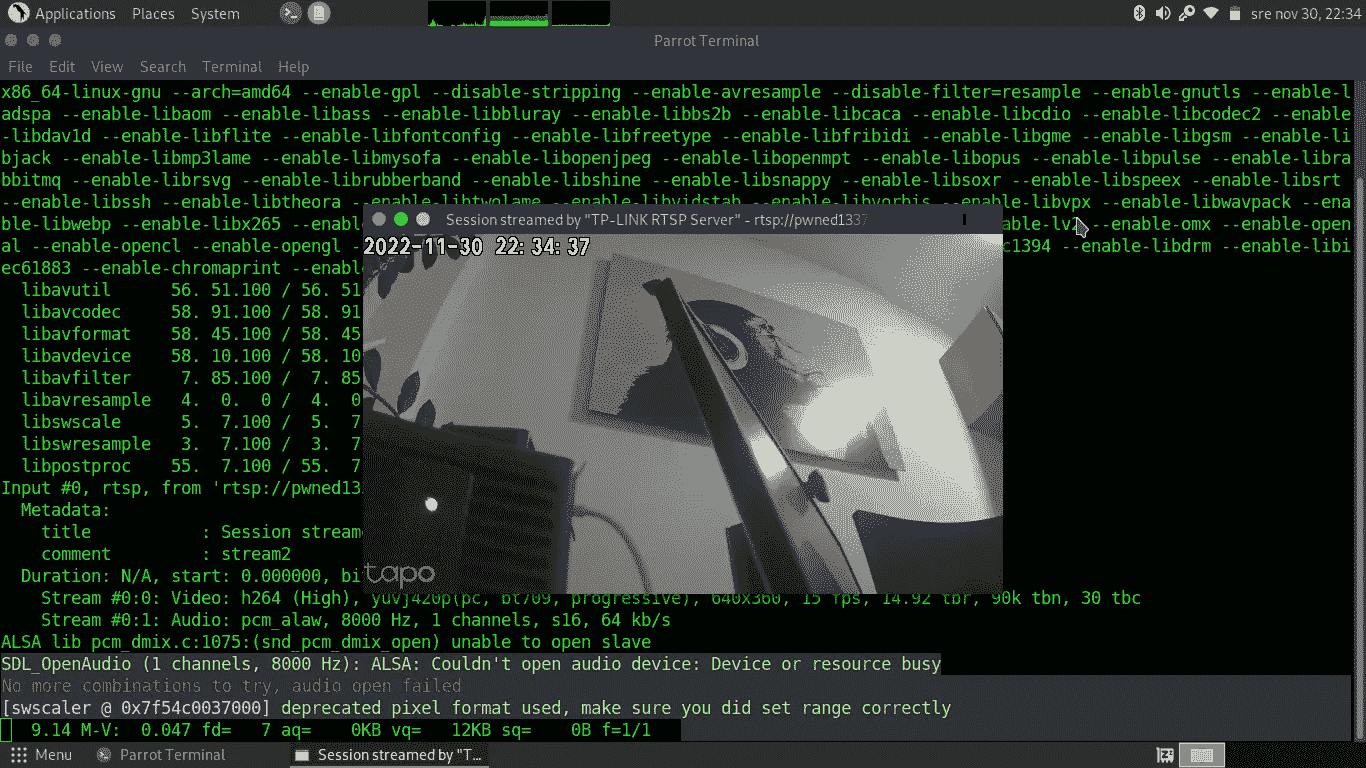 Applications Places System
sre nov 30, 22:34
Parrot Terminal
File Edit View Search Terminal Help
x86_64-linux-gnu --arch=amd64 --enable-gpl --disable-stripping --enable-avresample --disable-filter=resample --enable-gnutls --enable-l
adspa --enable-libaom --enable-libass --enable-libbluray --enable-libbs2b --enable-libcaca --enable-libcdio --enable-libcodec2 --enable
-libdav1d --enable-libflite --enable-libfontconfig --enable-libfreetype --enable-libfribidi --enable-libgme --enable-libgsm --enable-li
bjack --enable-libmp3lame --enable-libmysofa --enable-libopenjpeg --enable-libopenmpt --enable-libopus --enable-libpulse --enable-libra
bbitmq --enable-librsvg --enable-librubberband --enable-libshine --enable-libsnappy --enable-libsoxr --enable-libspeex --enable-libsrt
--enable-libssh --enable-libtheora --enable-libtwolame --enable-libvidstab --enable-libvorbis --enable-libvpx --enable-libwavpack --ena
ble-libwebp --enable-libx265 --enable-omx --enable-open
al --enable-opencl --enable-opengl c1394 --enable-libdrm --enable-libi
ec61883 --enable-chromaprint --enabl
Session streamed by "TP-LINK RTSP Server" - rtsp://pwned1337
2022-11-30 22:34:37
tapo
libavutil 56. 51.100 / 56. 51
libavcodec 58. 91.100 / 58. 91
libavformat 58. 45.100 / 58. 45
libavdevice 58. 10.100 / 58. 10
libavfilter 7. 85.100 / 7. 85
libavresample 4. 0. 0 / 4. 0
libswscale 5. 7.100 / 5. 7
libswresample 3. 7.100 / 3. 7
libpostproc 55. 7.100 / 55. 7
Input #0, rtsp, from 'rtsp://pwned13
Metadata:
title : Session stream
comment : stream2
Duration: N/A, start: 0.000000, bi
Stream #0:0: Video: h264 (High), yuvj420p(pc, bt709, progressive), 640x360, 15 fps, 14.92 tbr, 90k tbn, 30 tbc
Stream #0:1: Audio: pcm_alaw, 8000 Hz, 1 channels, s16, 64 kb/s
ALSA lib pcm_dmix.c:1075:(snd_pcm_dmix_open) unable to open slave
SDL_OpenAudio (1 channels, 8000 Hz): ALSA: Couldn't open audio device: Device or resource busy
No more combinations to try, audio open failed
[swscaler @ 0x7f54c0037000] deprecated pixel format used, make sure you did set range correctly
9.14 M-V: 0.047 fd= 7 aq= 0KB vq= 12KB sq= 0B f=1/1
Menu Parrot Terminal Session streamed by "T...